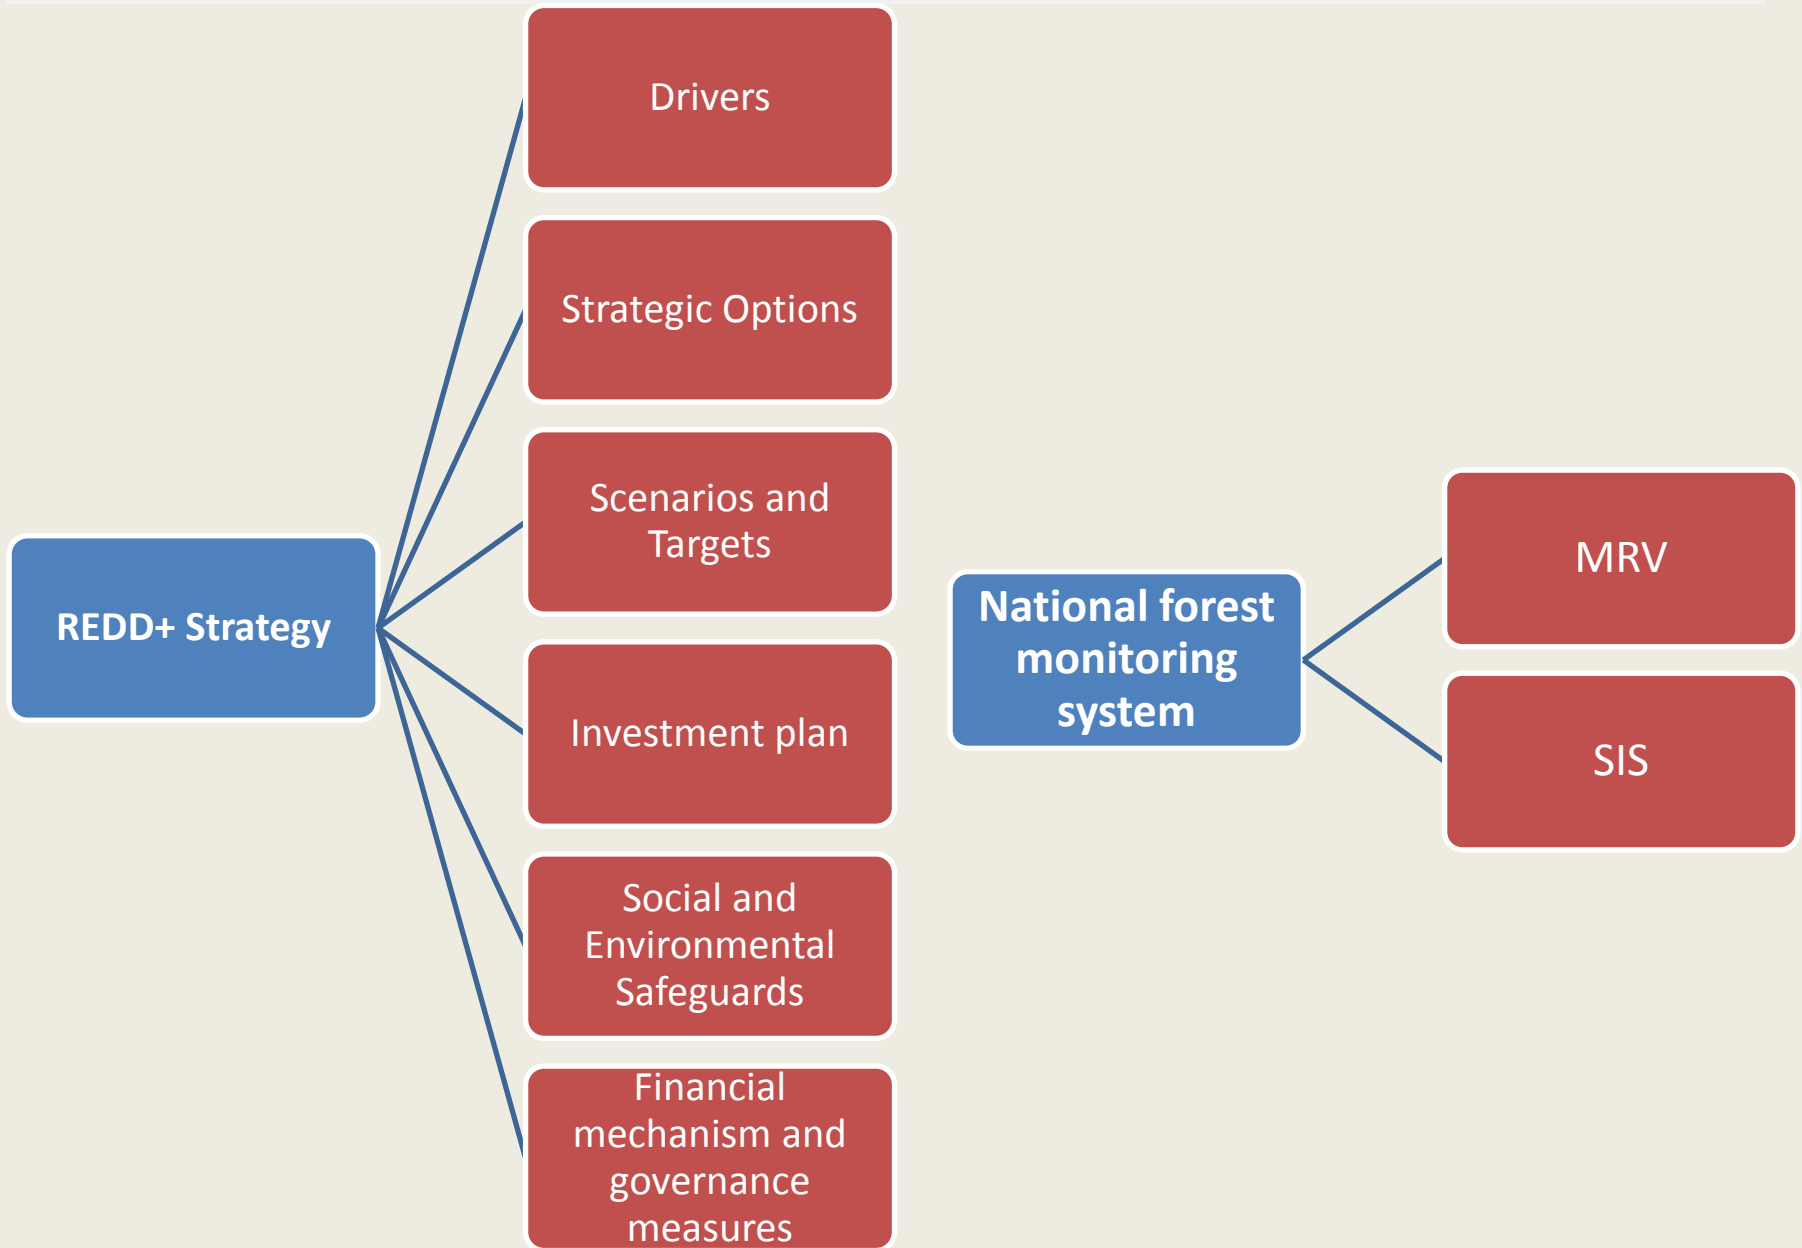 REDD+ Strategy
Drivers
Strategic Options
Scenarios and
Targets
Investment plan
Social and
Environmental
Safeguards
Financial
mechanism and
governance
measures
National forest
monitoring
system
MRV
SIS